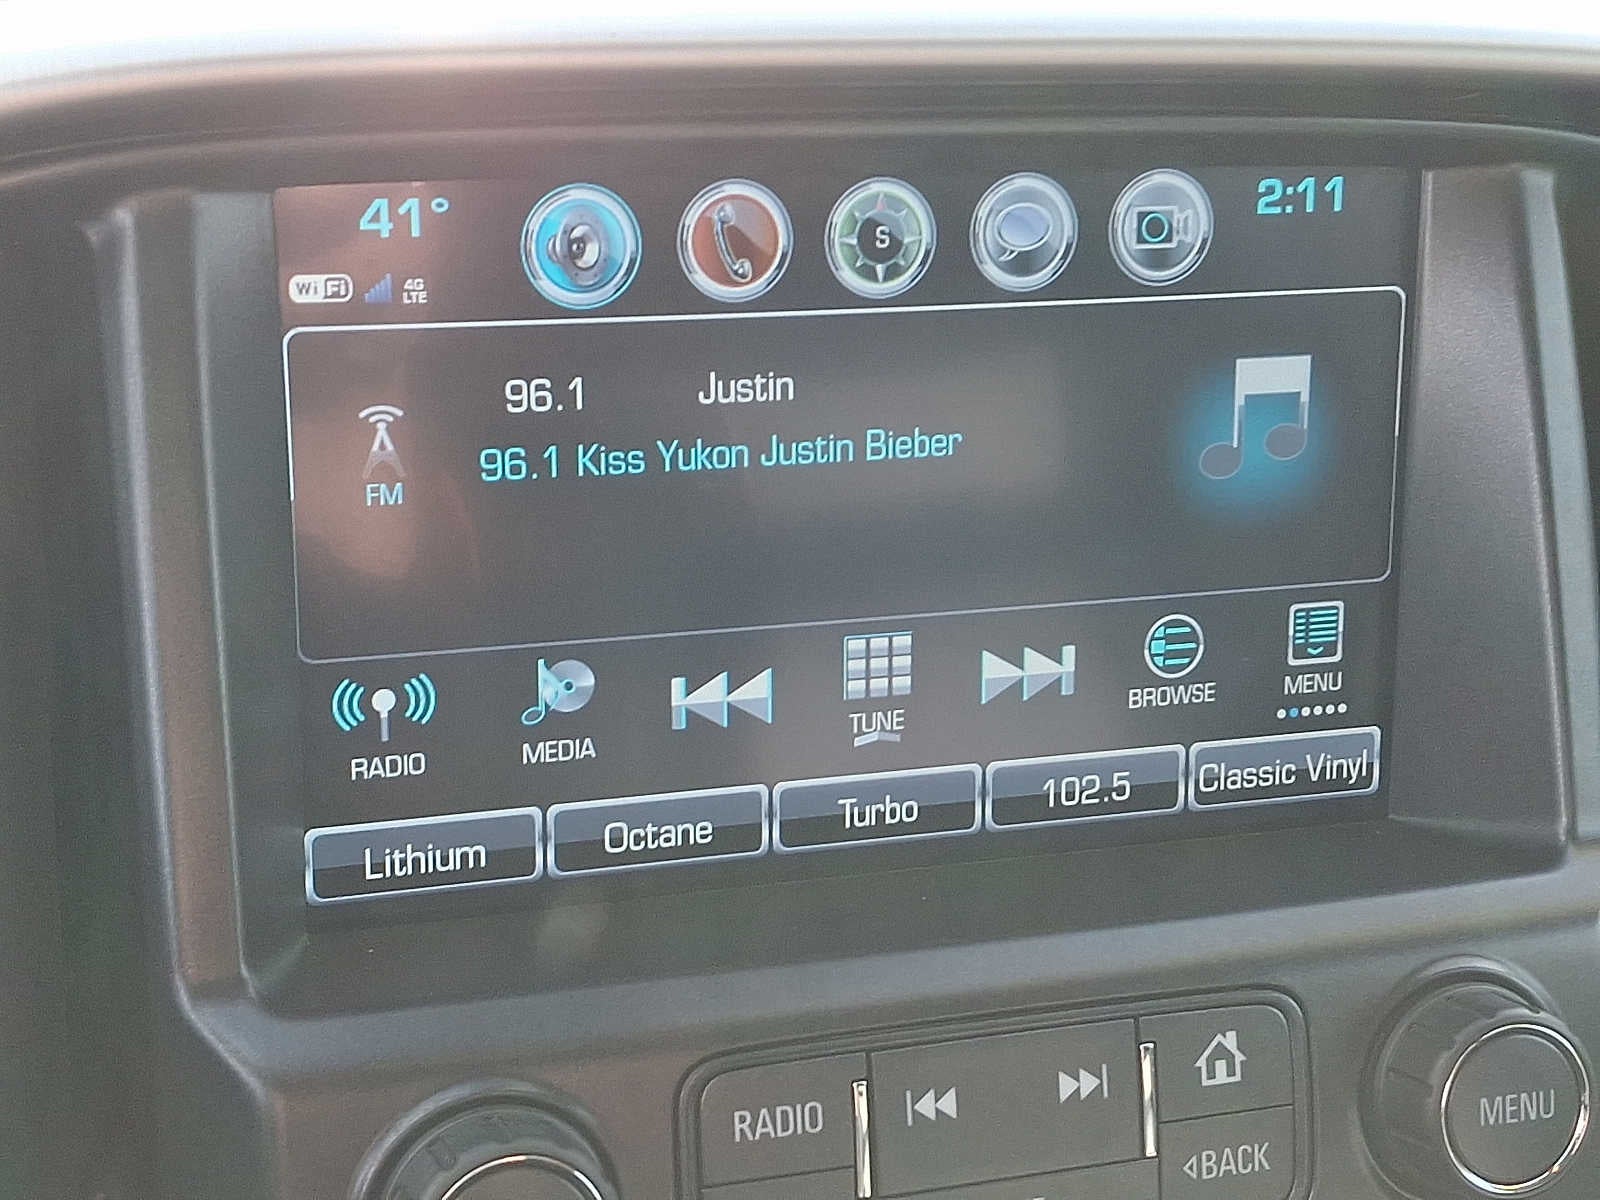 41°
2:11
WiFi 4G LTE
S
96.1 Justin
96.1 Kiss Yukon Justin Bieber
FM
RADIO
MEDIA
TUNE
BROWSE
MENU
Lithium
Octane
Turbo
102.5
Classic Vinyl
RADIO
BACK
MENU